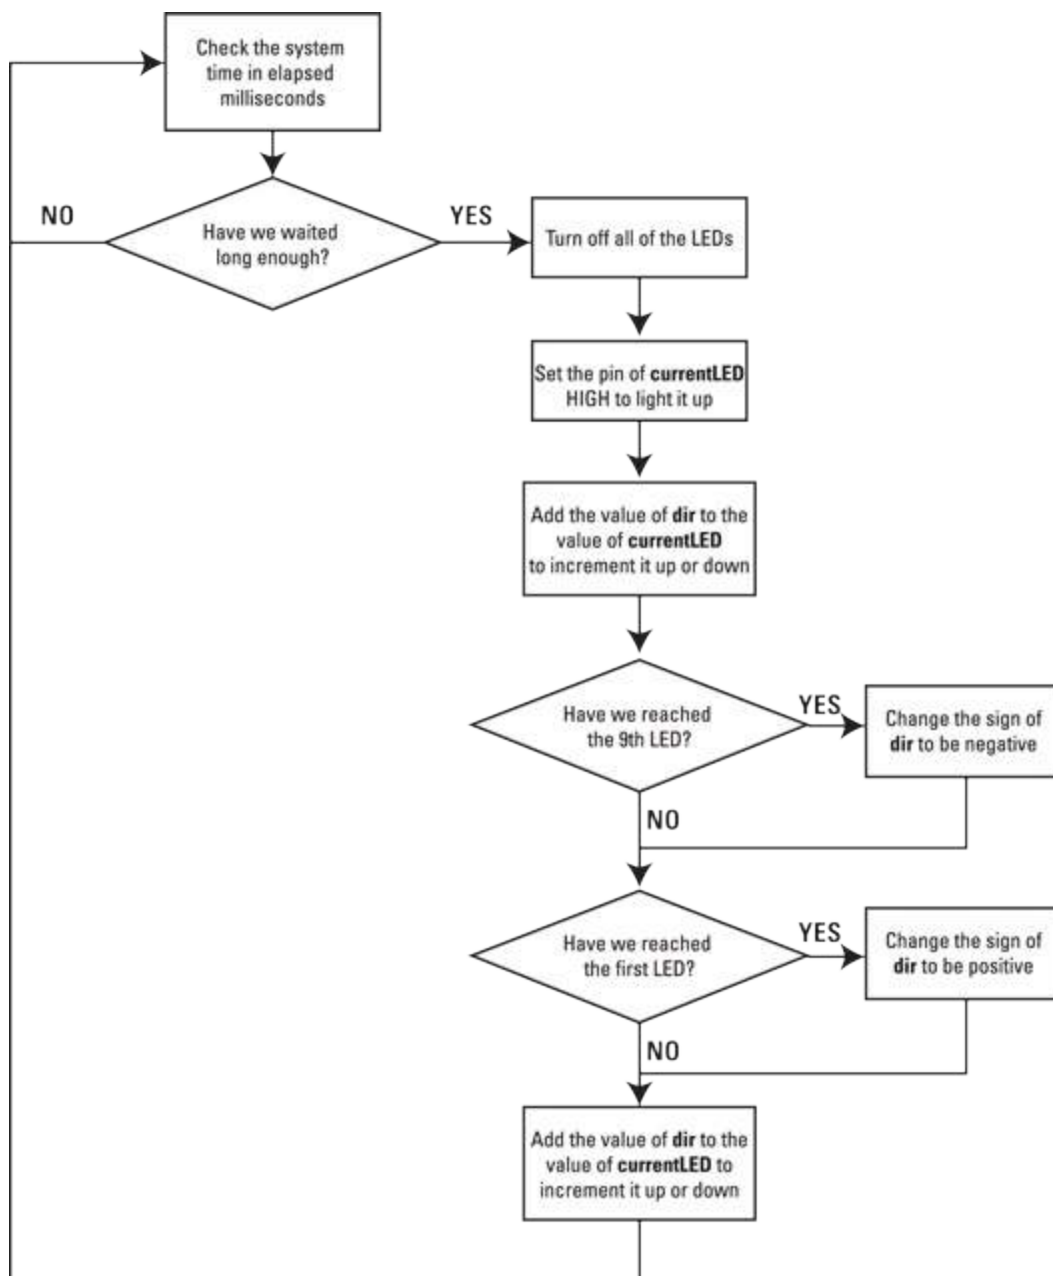 Check the system
time in elapsed
milliseconds
NO
Have we waited
long enough?
YES
Turn off all of the LEDs
Set the pin of currentLED
HIGH to light it up
Add the value of dir to the
value of currentLED
to increment it up or down
Have we reached
the 9th LED?
YES
Change the sign of
dir to be negative
NO
Have we reached
the first LED?
YES
Change the sign of
dir to be positive
NO
Add the value of dir to the
value of currentLED to
increment it up or down